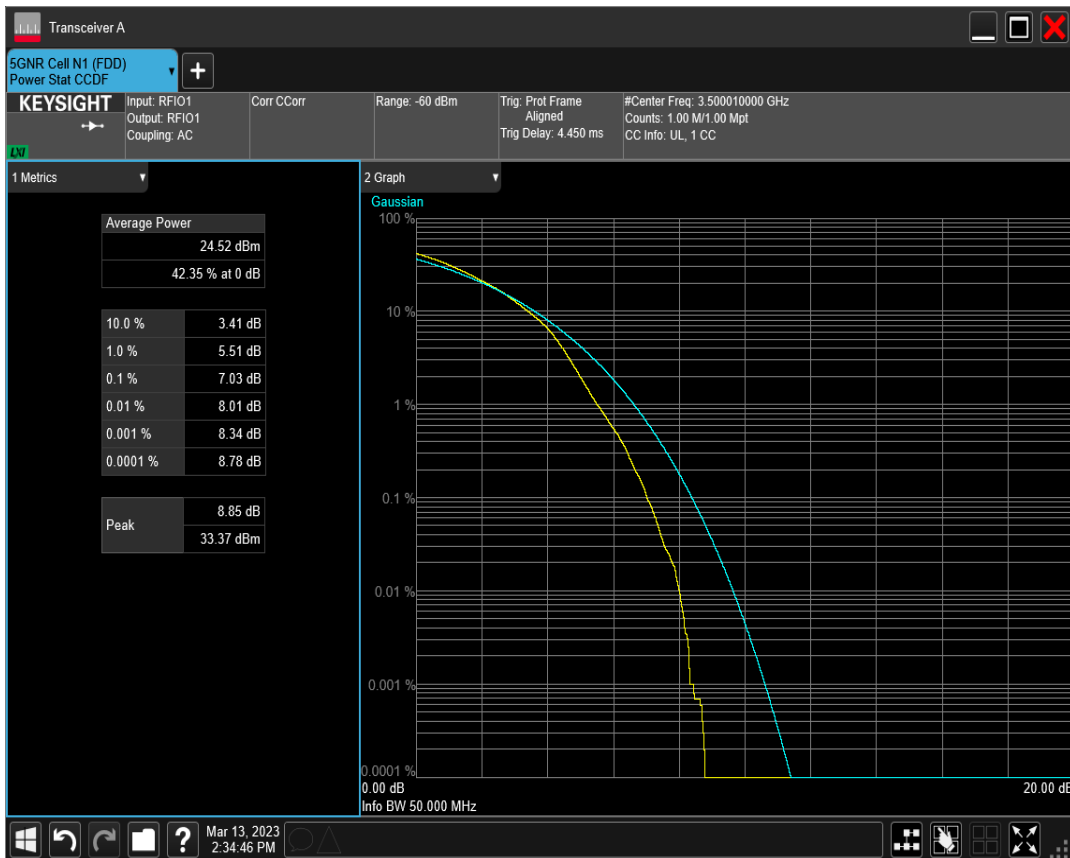 Transceiver A
5GNR Cell N1 (FDD)
Power Stat CCDF
+
KEYSIGHT
LXI
Input: RFIO1
Output: RFIO1
Coupling: AC
Corr CCorr
Range: -60 dBm
Trig: Prot Frame
Aligned
Trig Delay: 4.450 ms
#Center Freq: 3.500010000 GHz
Counts: 1.00 M/1.00 Mpt
CC Info: UL, 1 CC
1 Metrics
Average Power
24.52 dBm
42.35 % at 0 dB
10.0 % 3.41 dB
1.0 % 5.51 dB
0.1 % 7.03 dB
0.01 % 8.01 dB
0.001 % 8.34 dB
0.0001 % 8.78 dB
Peak
8.85 dB
33.37 dBm
2 Graph
Gaussian
100 %
10 %
1 %
0.1 %
0.01 %
0.001 %
0.0001 %
0.00 dB 20.00 dB
Info BW 50.000 MHz
?
Mar 13, 2023
2:34:46 PM